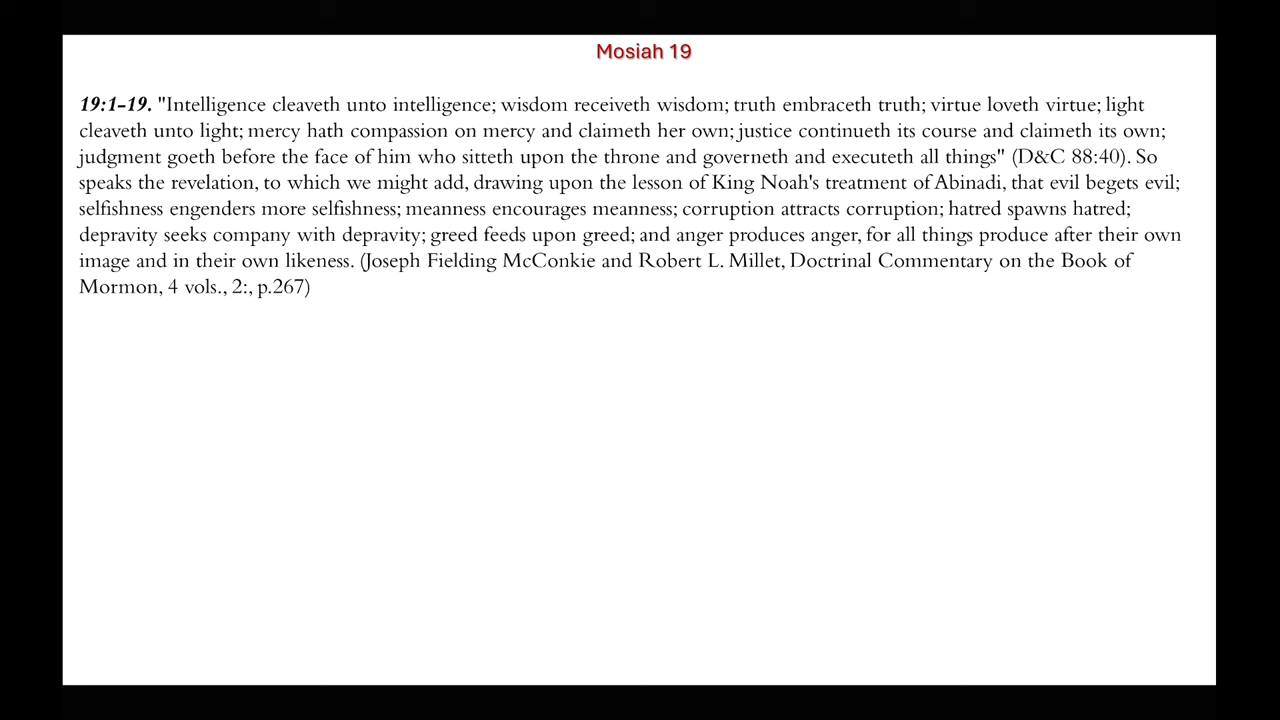 Mosiah 19
19:1-19. "Intelligence cleaveth unto intelligence; wisdom receiveth wisdom; truth embraceth truth; virtue loveth virtue; light
cleaveth unto light; mercy hath compassion on mercy and claimeth her own; justice continueth its course and claimeth its own;
judgment goeth before the face of him who sitteth upon the throne and governeth and executeth all things" (D&C 88:40). So
speaks the revelation, to which we might add, drawing upon the lesson of King Noah's treatment of Abinadi, that evil begets evil;
selfishness engenders more selfishness; meanness encourages meanness; corruption attracts corruption; hatred spawns hatred;
depravity seeks company with depravity; greed feeds upon greed; and anger produces anger, for all things produce after their own
image and in their own likeness. (Joseph Fielding McConkie and Robert L. Millet, Doctrinal Commentary on the Book of
Mormon, 4 vols., 2:, p.267)